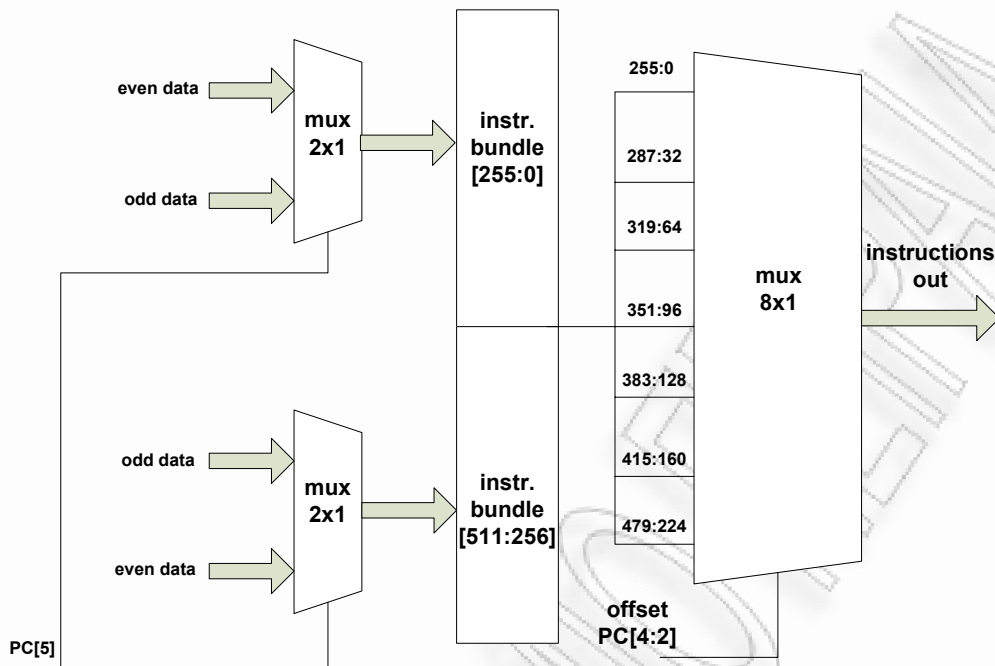 even data
odd data
mux
2x1
instr.
bundle
[255:0]
255:0
287:32
319:64
351:96
383:128
415:160
479:224
mux
8x1
instructions
out
odd data
even data
mux
2x1
instr.
bundle
[511:256]
offset
PC[4:2]
PC[5]